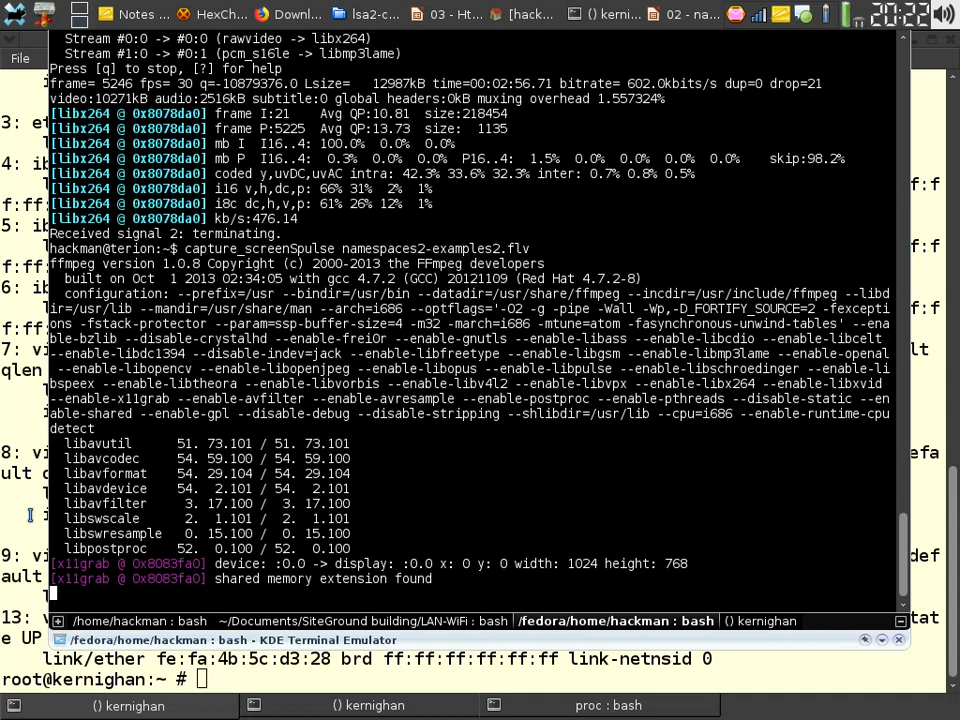 Notes ...
HexCh...
Downl...
lsa2-c...
03 - Ht...
[hack...
() kerni...
02 - na...
20:22
File
Stream #0:0 -> #0:0 (rawvideo -> libx264)
Stream #1:0 -> #0:1 (pcm_s16le -> libmp3lame)
Press [q] to stop, [?] for help
frame= 5246 fps= 30 q=-10879376.0 Lsize=   12987kB time=00:02:56.71 bitrate= 602.0kbits/s dup=0 drop=21
video:10271kB audio:2516kB subtitle:0 global headers:0kB muxing overhead 1.557324%
[libx264 @ 0x8078da0] frame I:21    Avg QP:10.81  size:218454
[libx264 @ 0x8078da0] frame P:5225  Avg QP:13.73  size:  1135
[libx264 @ 0x8078da0] mb I  I16..4: 100.0%  0.0%  0.0%
[libx264 @ 0x8078da0] mb P  I16..4:  0.3%  0.0%  0.0%  P16..4:  1.5%  0.0%  0.0%  0.0%  0.0%    skip:98.2%
[libx264 @ 0x8078da0] coded y,uvDC,uvAC intra: 42.3% 33.6% 32.3% inter: 0.7% 0.8% 0.5%
[libx264 @ 0x8078da0] i16 v,h,dc,p: 66% 31%  2%  1%
[libx264 @ 0x8078da0] i8c dc,h,v,p: 61% 26% 12%  1%
[libx264 @ 0x8078da0] kb/s:476.14
Received signal 2: terminating.
hackman@terion:~$ capture_screenSpulse namespaces2-examples2.flv
ffmpeg version 1.0.8 Copyright (c) 2000-2013 the FFmpeg developers
built on Oct  1 2013 02:34:05 with gcc 4.7.2 (GCC) 20121109 (Red Hat 4.7.2-8)
configuration: --prefix=/usr --bindir=/usr/bin --datadir=/usr/share/ffmpeg --incdir=/usr/include/ffmpeg --libd
ir=/usr/lib --mandir=/usr/share/man --arch=i686 --optflags='-O2 -g -pipe -Wall -Wp,-D_FORTIFY_SOURCE=2 -fexcepti
ons -fstack-protector --param=ssp-buffer-size=4 -m32 -march=i686 -mtune=atom -fasynchronous-unwind-tables' --ena
ble-bzlib --disable-crystalhd --enable-frei0r --enable-gnutls --enable-libass --enable-libcdio --enable-libcelt
--enable-libdc1394 --disable-indev=jack --enable-libfreetype --enable-libgsm --enable-libmp3lame --enable-openal
--enable-libopencv --enable-libopenjpeg --enable-libopus --enable-libpulse --enable-libschroedinger --enable-li
bspeex --enable-libtheora --enable-libvorbis --enable-libv4l2 --enable-libvpx --enable-libx264 --enable-libxvid
--enable-x11grab --enable-avfilter --enable-avresample --enable-postproc --enable-pthreads --disable-static --en
able-shared --enable-gpl --disable-debug --disable-stripping --shlibdir=/usr/lib --cpu=i686 --enable-runtime-cpu
detect
libavutil      51. 73.101 / 51. 73.101
libavcodec     54. 59.100 / 54. 59.100
libavformat    54. 29.104 / 54. 29.104
libavdevice    54.  2.101 / 54.  2.101
libavfilter     3. 17.100 /  3. 17.100
libswscale      2.  1.101 /  2.  1.101
libswresample   0. 15.100 /  0. 15.100
libpostproc    52.  0.100 / 52.  0.100
[x11grab @ 0x8083fa0] device: :0.0 -> display: :0.0 x: 0 y: 0 width: 1024 height: 768
[x11grab @ 0x8083fa0] shared memory extension found
/home/hackman : bash
~/Documents/SiteGround building/LAN-WiFi : bash
/fedora/home/hackman : bash
() kernighan
/fedora/home/hackman : bash - KDE Terminal Emulator
3: et
4: ib
f:f
f:ff:
5: ib
f:f
f:ff:
6: ib
f:f
f:ff:
7: vi
ult
qlen
8: vi
efa
ult q
9: vi
def
ault
13: v
tat
e UP
link/ether fe:fa:4b:5c:d3:28 brd ff:ff:ff:ff:ff:ff link-netnsid 0
root@kernighan:~ #
() kernighan
() kernighan
proc : bash